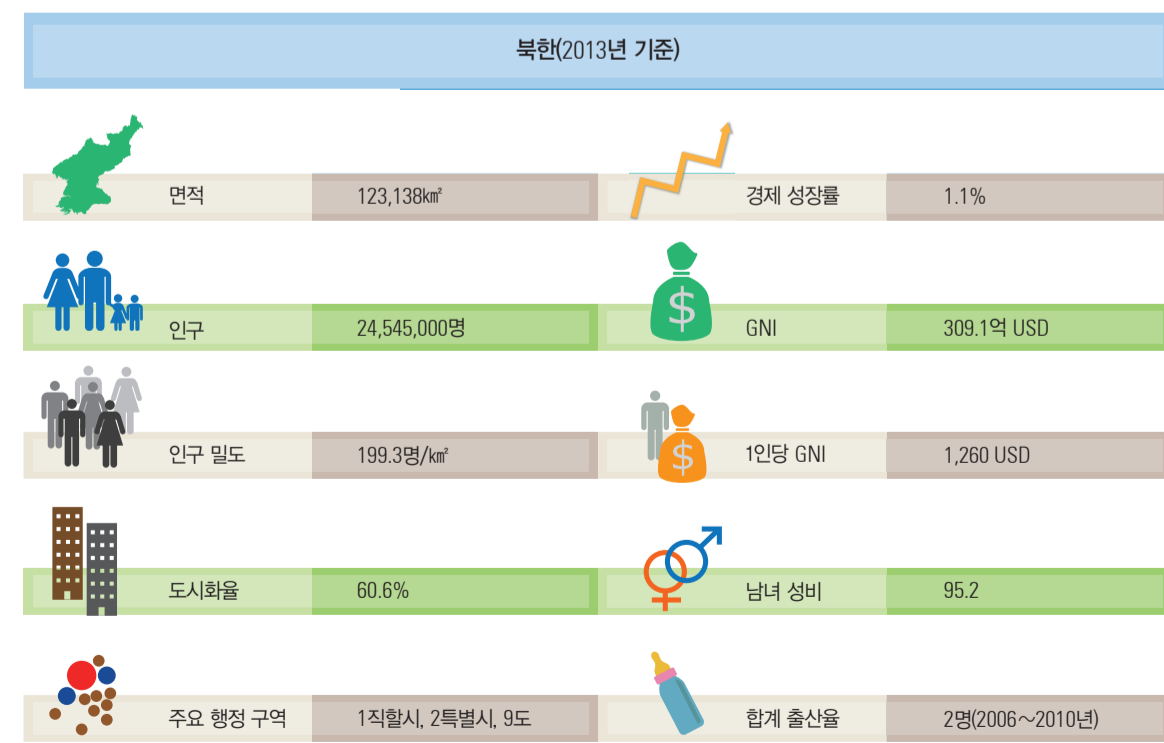 북한(2013년 기준)
면적 123,138㎢ 경제 성장률 1.1%
인구 24,545,000명 $ GNI 309.1억 USD
인구 밀도 199.3명/㎢ $ 1인당 GNI 1,260 USD
도시화율 60.6% 남녀 성비 95.2
주요 행정 구역 1직할시, 2특별시, 9도 합계 출산율 2명(2006~2010년)